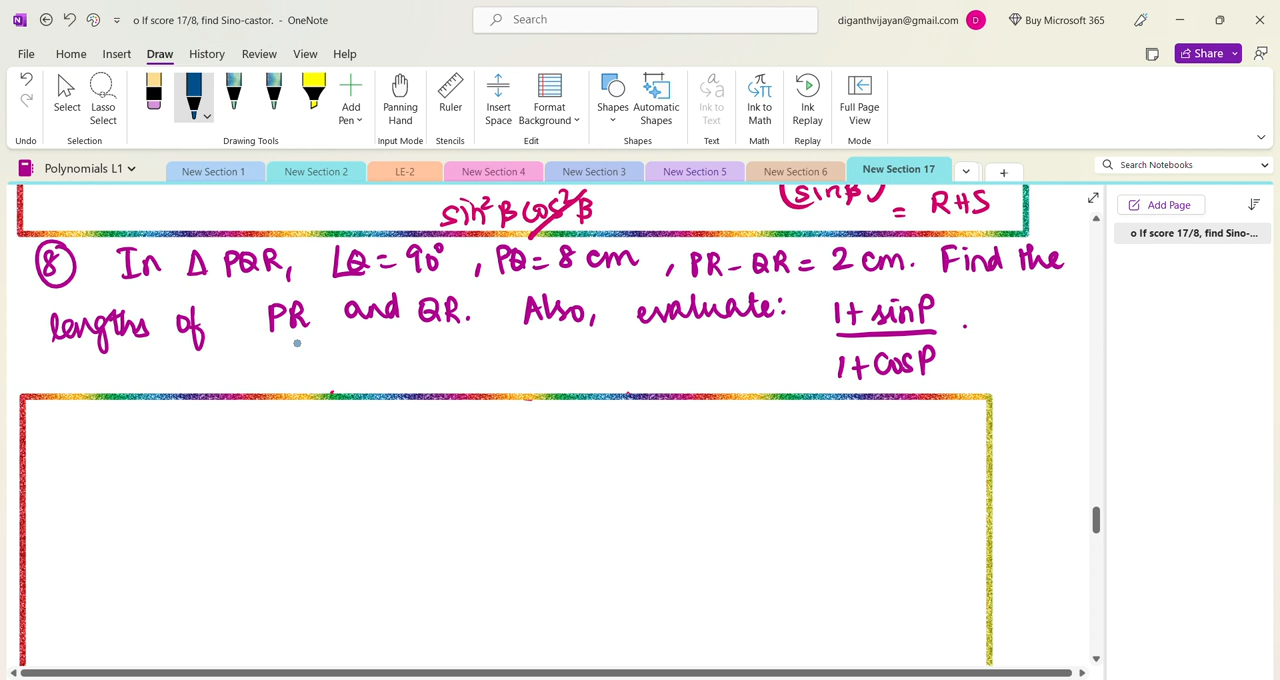 o If score 17/8, find Sino-castor. - OneNote
Search
diganthvijayan@gmail.com
D
Buy Microsoft 365
File
Home
Insert
Draw
History
Review
View
Help
Share
Undo
Select
Lasso Select
Add Pen
Panning Hand
Ruler
Insert Space
Format Background
Shapes
Automatic Shapes
Ink to Text
Ink to Math
Ink Replay
Full Page View
Undo
Selection
Drawing Tools
Input Mode
Stencils
Edit
Shapes
Text
Math
Replay
Mode
Polynomials L1
New Section 1
New Section 2
LE-2
New Section 4
New Section 3
New Section 5
New Section 6
New Section 17
Search Notebooks
Add Page
o If score 17/8, find Sino-...
(sinβ)
sin²β cos²β
= RHS
⑧ In Δ PQR, ∠Q = 90°, PQ = 8 cm, PR - QR = 2 cm. Find the
lengths of PR and QR. Also, evaluate: 1 + sinP
1 + cosP .